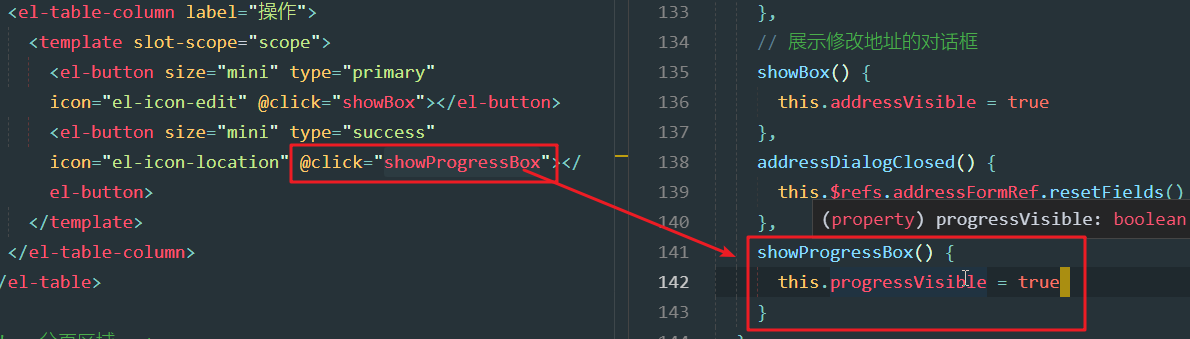 <el-table-column label="操作">
<template slot-scope="scope">
<el-button size="mini" type="primary"
icon="el-icon-edit" @click="showBox"></el-button>
<el-button size="mini" type="success"
icon="el-icon-location" @click="showProgressBox"></
el-button>
</template>
</el-table-column>
/el-table>
133 },
134 // 展示修改地址的对话框
135 showBox() {
136 this.addressVisible = true
137 },
138 addressDialogClosed() {
139 this.$refs.addressFormRef.resetFields()
140 },
(property) progressVisible: boolean
141 showProgressBox() {
142 this.progressVisible = true
143 }